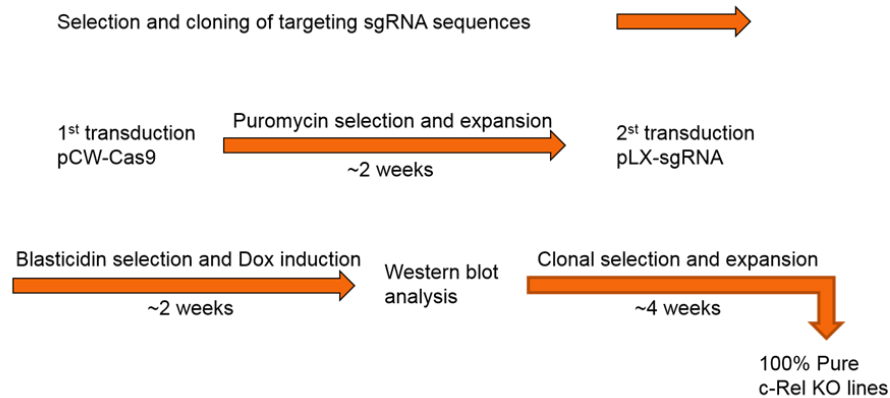 Selection and cloning of targeting sgRNA sequences
Puromycin selection and expansion
1st transduction
pCW-Cas9
~2 weeks
2st transduction
pLX-sgRNA
Blasticidin selection and Dox induction
~2 weeks
Western blot
analysis
Clonal selection and expansion
~4 weeks
100% Pure
c-Rel KO lines